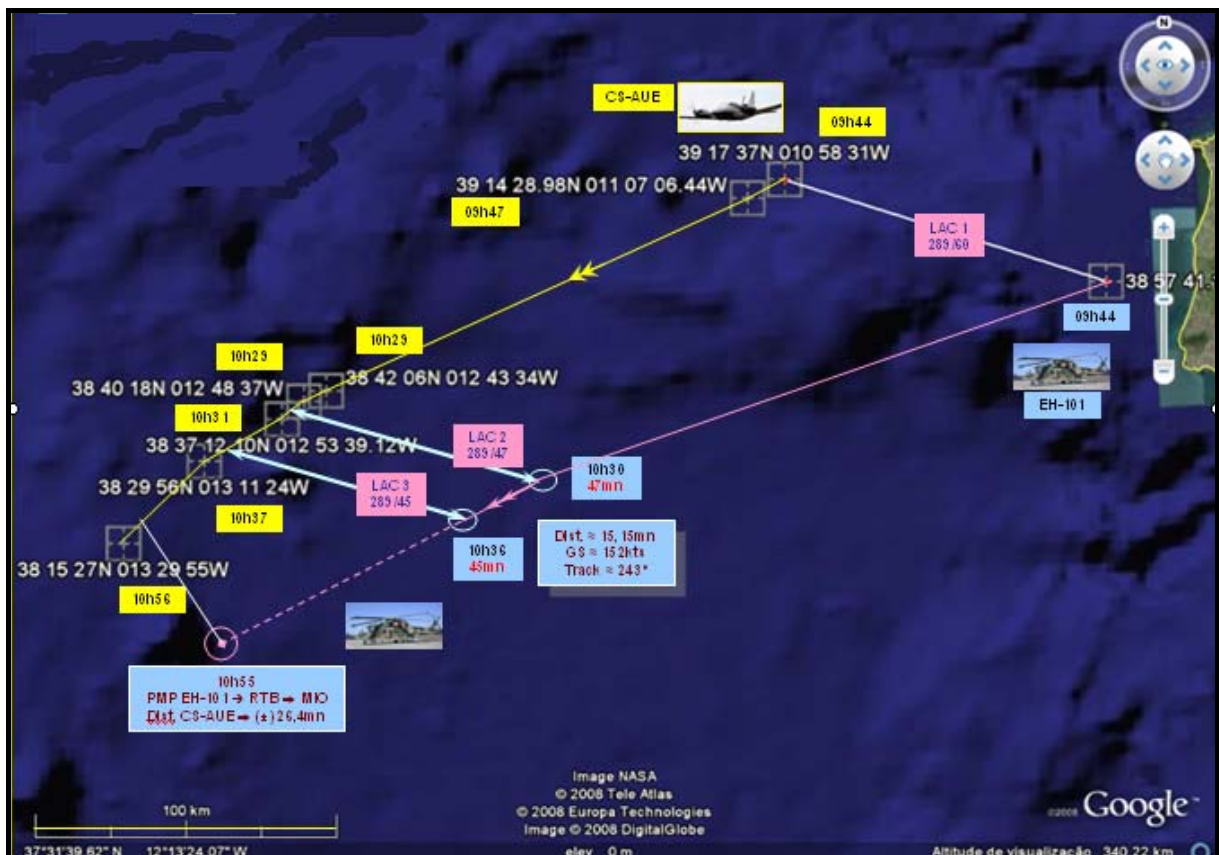 N
CS-AUE
09h44
39 17 37N 010 58 31W
39 14 28.98N 011 07 06.44W
09h47
LAC 1
289/60
38 57 41.
09h44
EH-101
10h29
10h29
38 42 06N 012 43 34W
38 40 18N 012 48 37W
10h31
38 37 12.10N 012 53 39.12W
LAC 2
289/47
10h30
47mn
LAC 3
289/45
38 29 56N 013 11 24W
10h37
10h36
45mn
Dist. ≈ 15, 15mn
GS ≈ 152kts
Track ≈ 243°
38 15 27N 013 29 55W
10h56
10h55
PMP EH-101 → RTB → MIO
Dist. CS-AUE → (±) 26,4mn
100 km
Image NASA
© 2008 Tele Atlas
© 2008 Europa Technologies
Image © 2008 DigitalGlobe
©2008 Google™
37°31'39.62" N 12°13'24.07" W
elev 0 m
Altitude de visualização 340.22 km